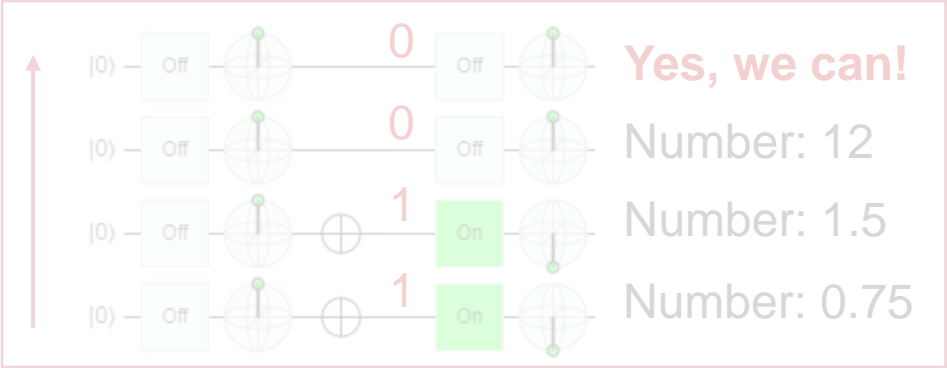 |0⟩ Off 0 Off Yes, we can!
|0⟩ Off 0 Off Number: 12
|0⟩ Off 1 On Number: 1.5
|0⟩ Off 1 On Number: 0.75